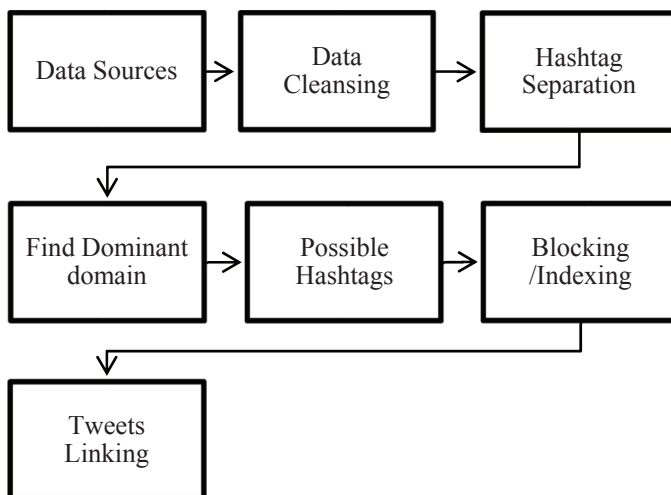 Data Sources
Data
Cleansing
Hashtag
Separation
Find Dominant
domain
Possible
Hashtags
Blocking
/Indexing
Tweets
Linking